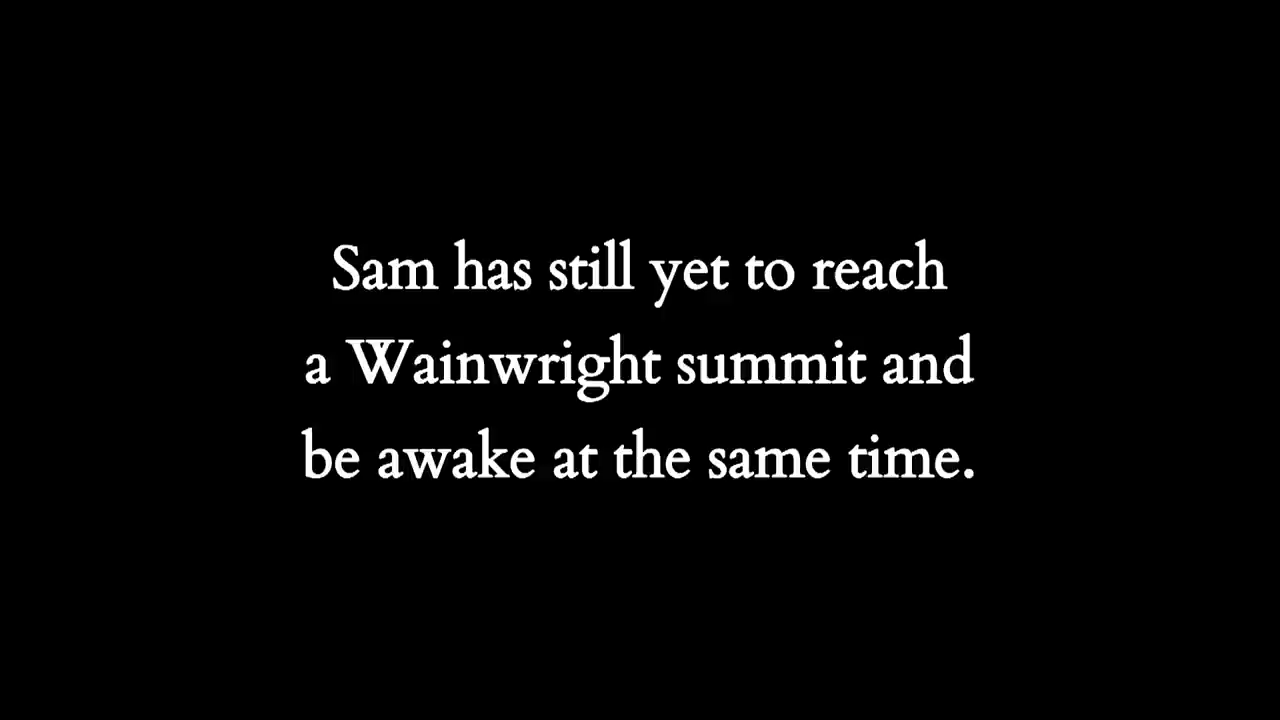 Sam has still yet to reach
a Wainwright summit and
be awake at the same time.